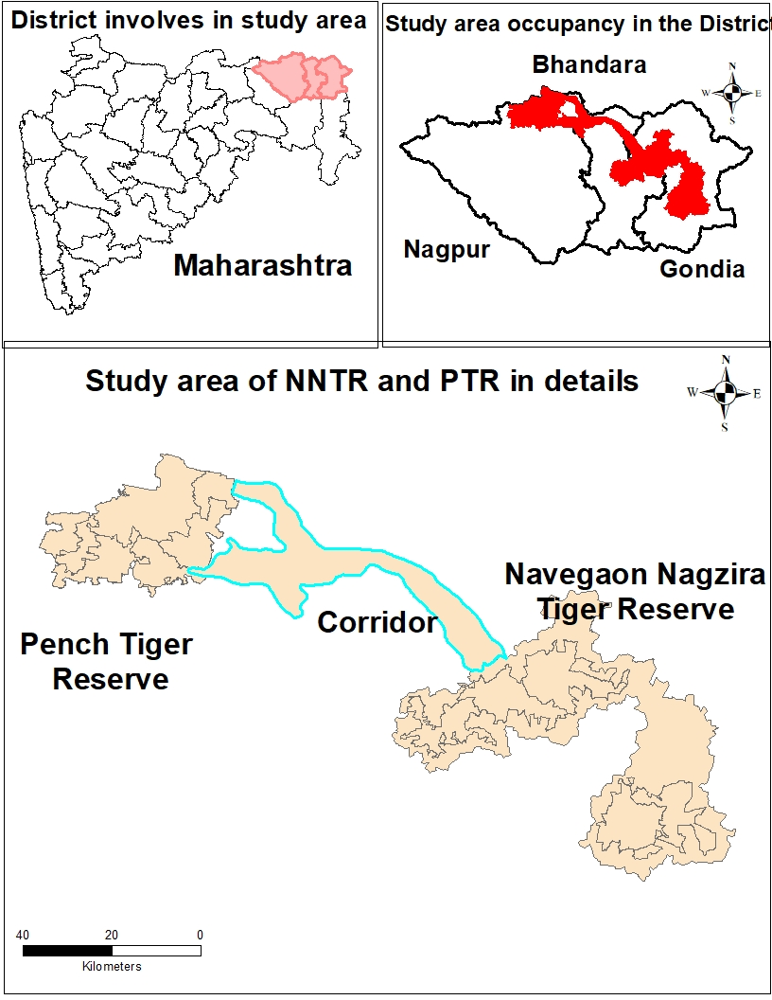 District involves in study area
Maharashtra
Study area occupancy in the Distric
Bhandara
N
W E
S
Nagpur
Gondia
Study area of NNTR and PTR in details
N
W E
S
Navegaon Nagzira
Tiger Reserve
Corridor
Pench Tiger
Reserve
40 20 0
Kilometers